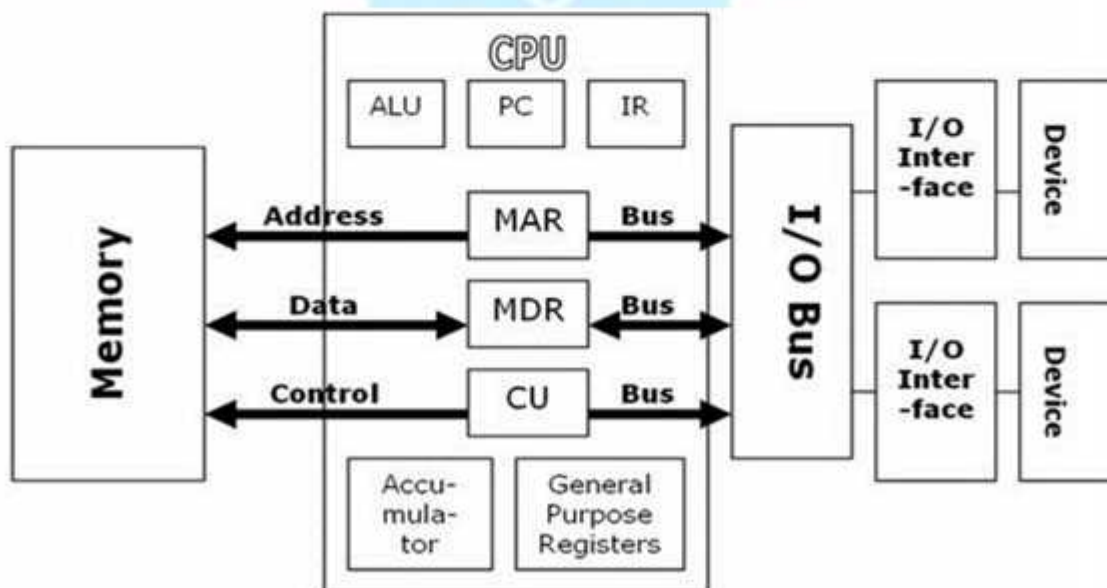 CPU
ALU
PC
IR
Memory
Address
MAR
Bus
Data
MDR
Bus
Control
CU
Bus
Accu-
mula-
tor
General
Purpose
Registers
I/O Bus
I/O
Inter
-face
Device
I/O
Inter
-face
Device